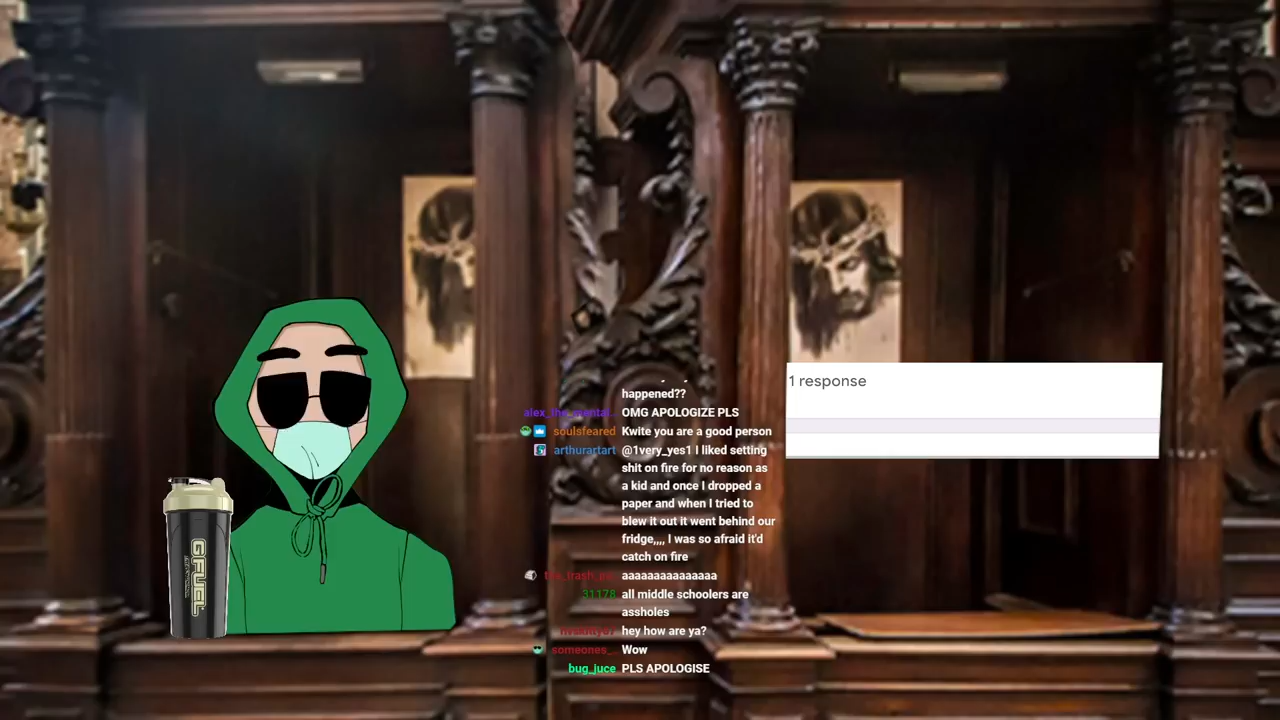 happened??
OMG APOLOGIZE PLS
soulsfeared Kwite you are a good person
arthurartart @1very_yes1 I liked setting
shit on fire for no reason as
a kid and once I dropped a
paper and when I tried to
blew it out it went behind our
fridge,,,, I was so afraid it'd
catch on fire
aaaaaaaaaaaaaaa
31178 all middle schoolers are
assholes
hey how are ya?
someones_... Wow
bug_juce PLS APOLOGISE
1 response
GFUEL